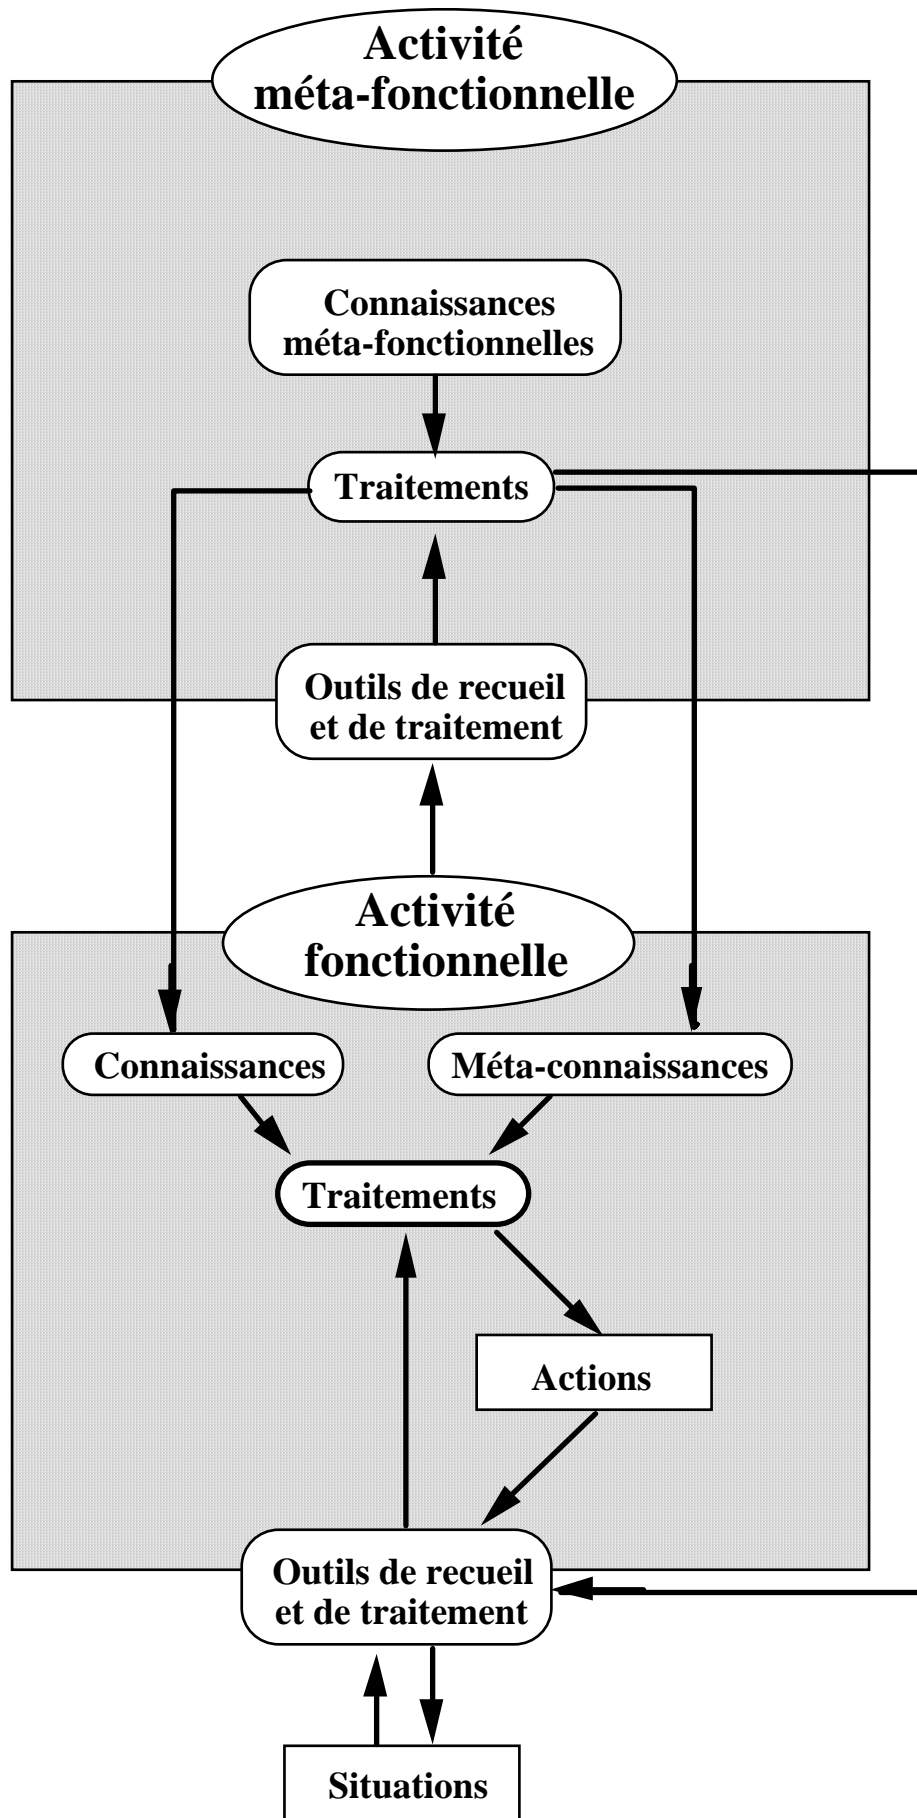 Activité
méta-fonctionnelle
Connaissances
méta-fonctionnelles
Traitements
Outils de recueil
et de traitement
Activité
fonctionnelle
Connaissances
Méta-connaissances
Traitements
Actions
Outils de recueil
et de traitement
Situations